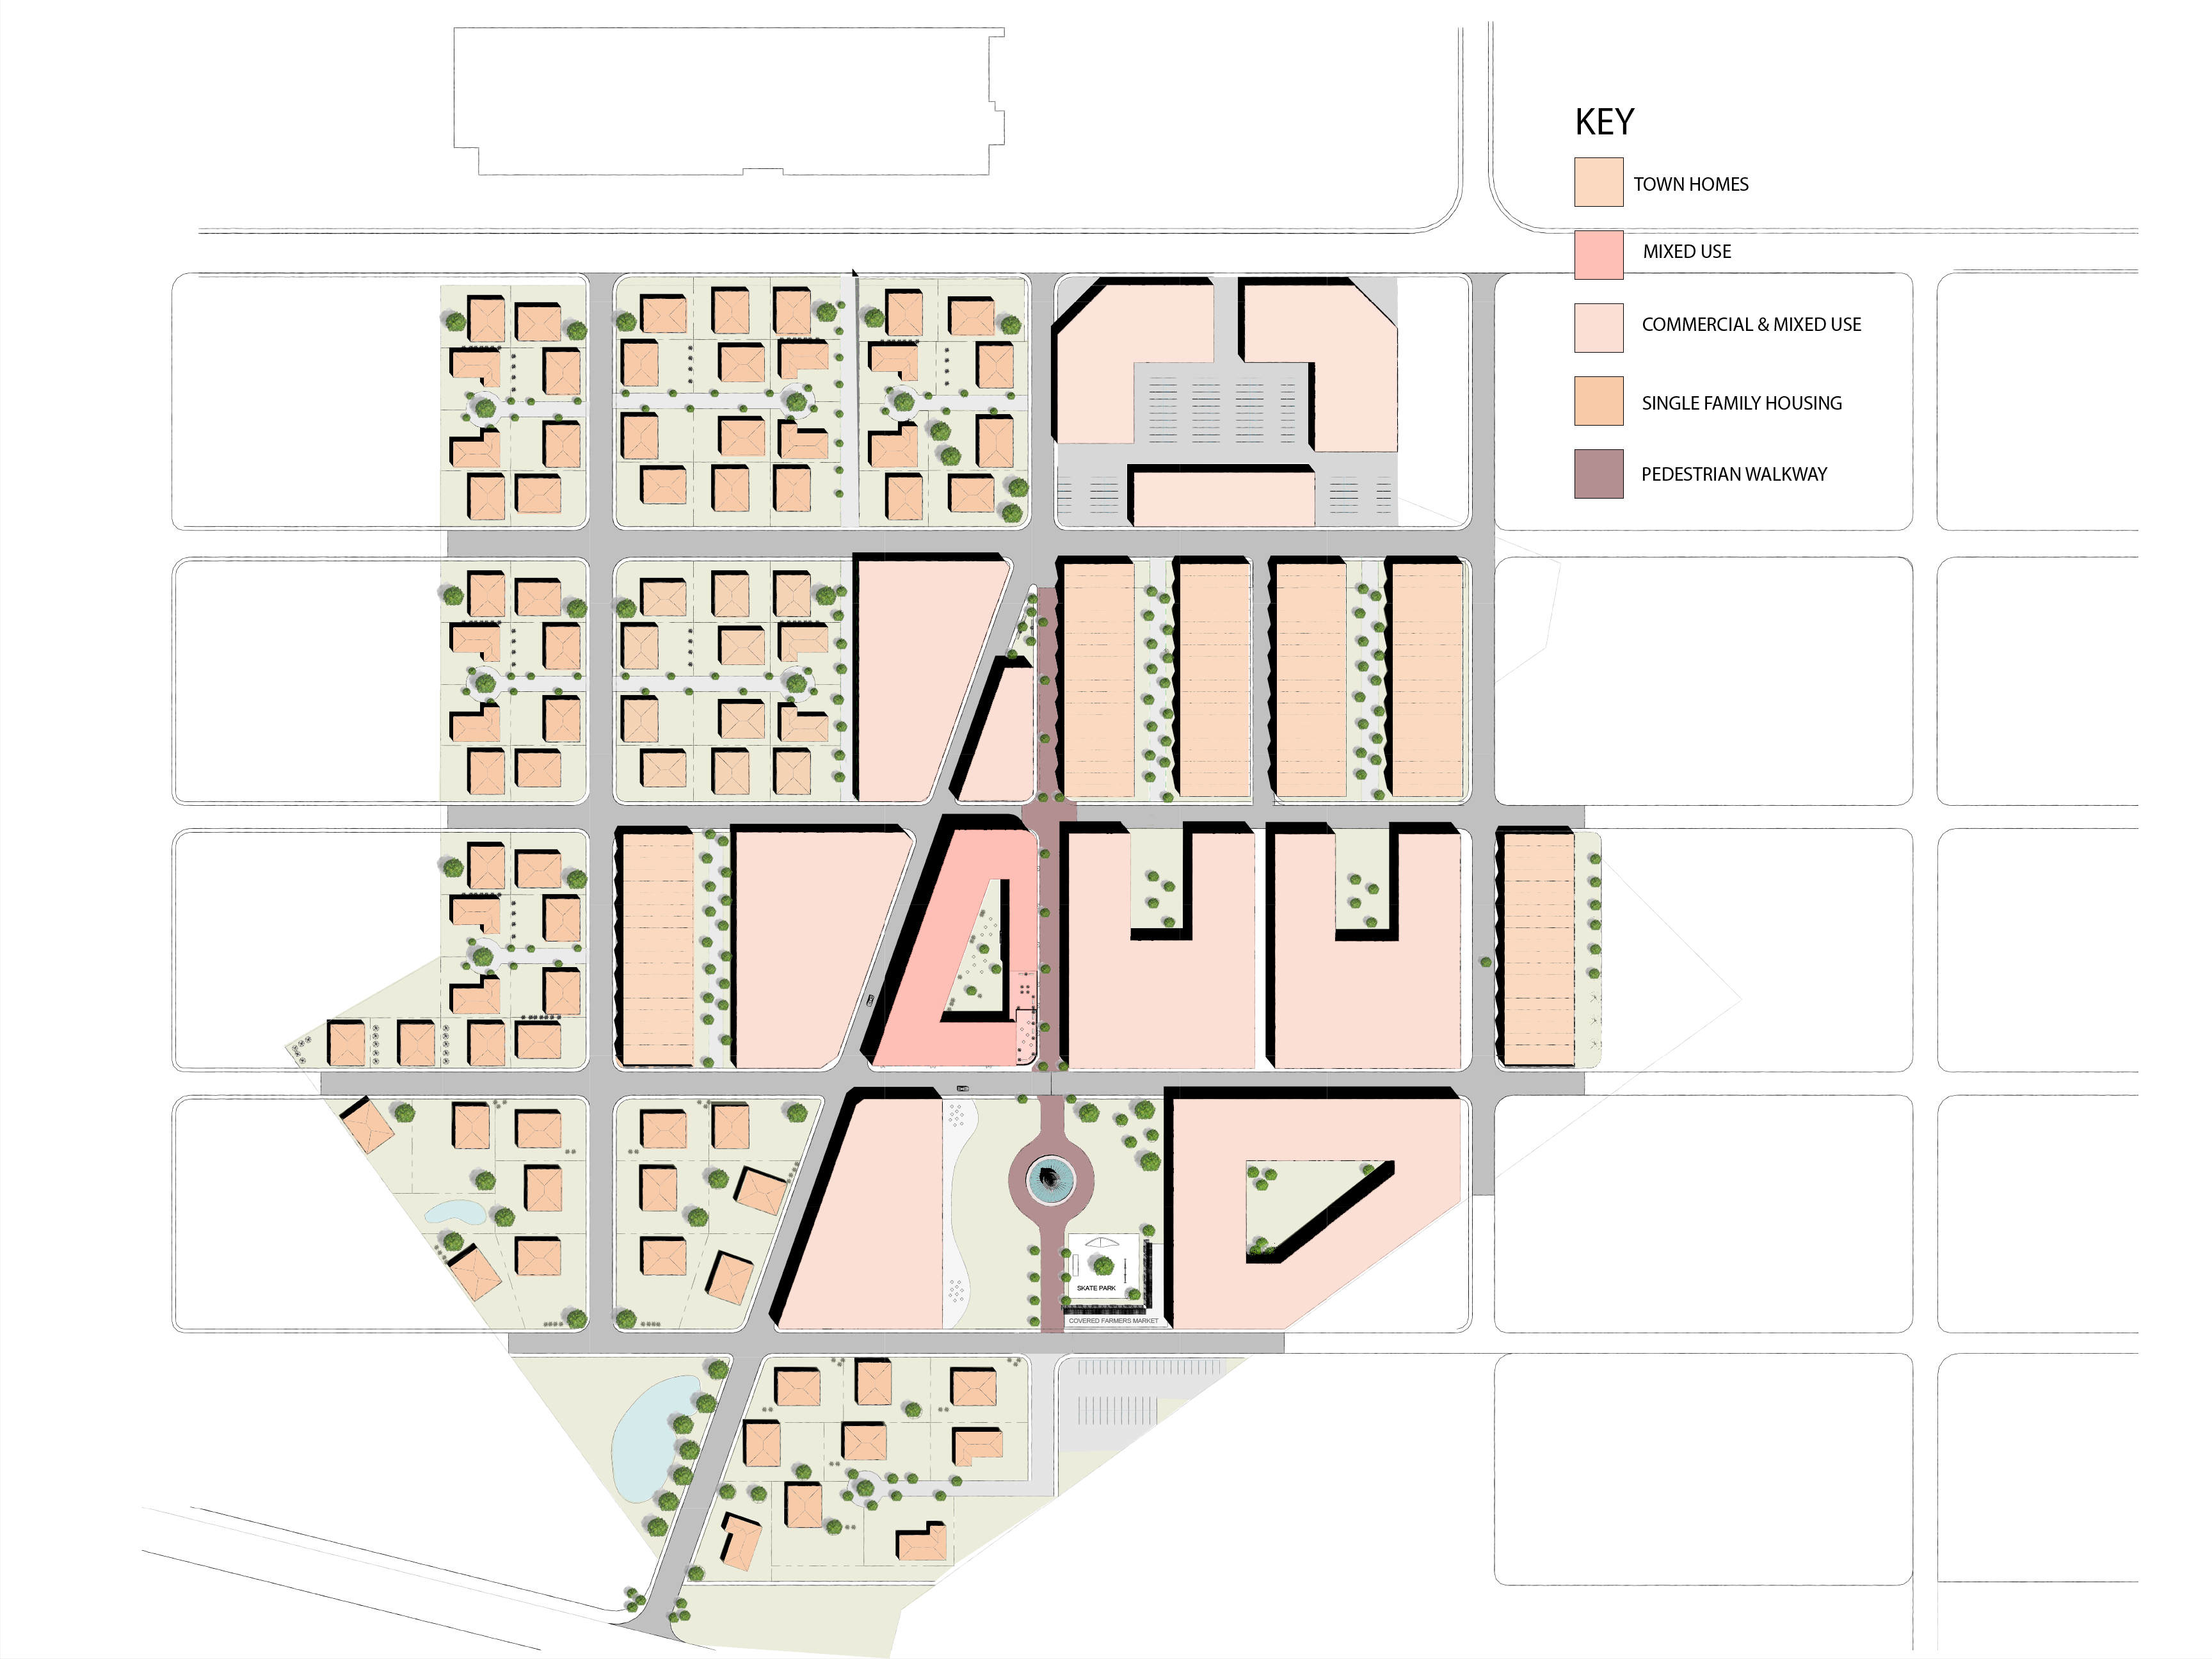 KEY
TOWN HOMES
MIXED USE
COMMERCIAL & MIXED USE
SINGLE FAMILY HOUSING
PEDESTRIAN WALKWAY
SKATE PARK
COVERED FARMERS MARKET